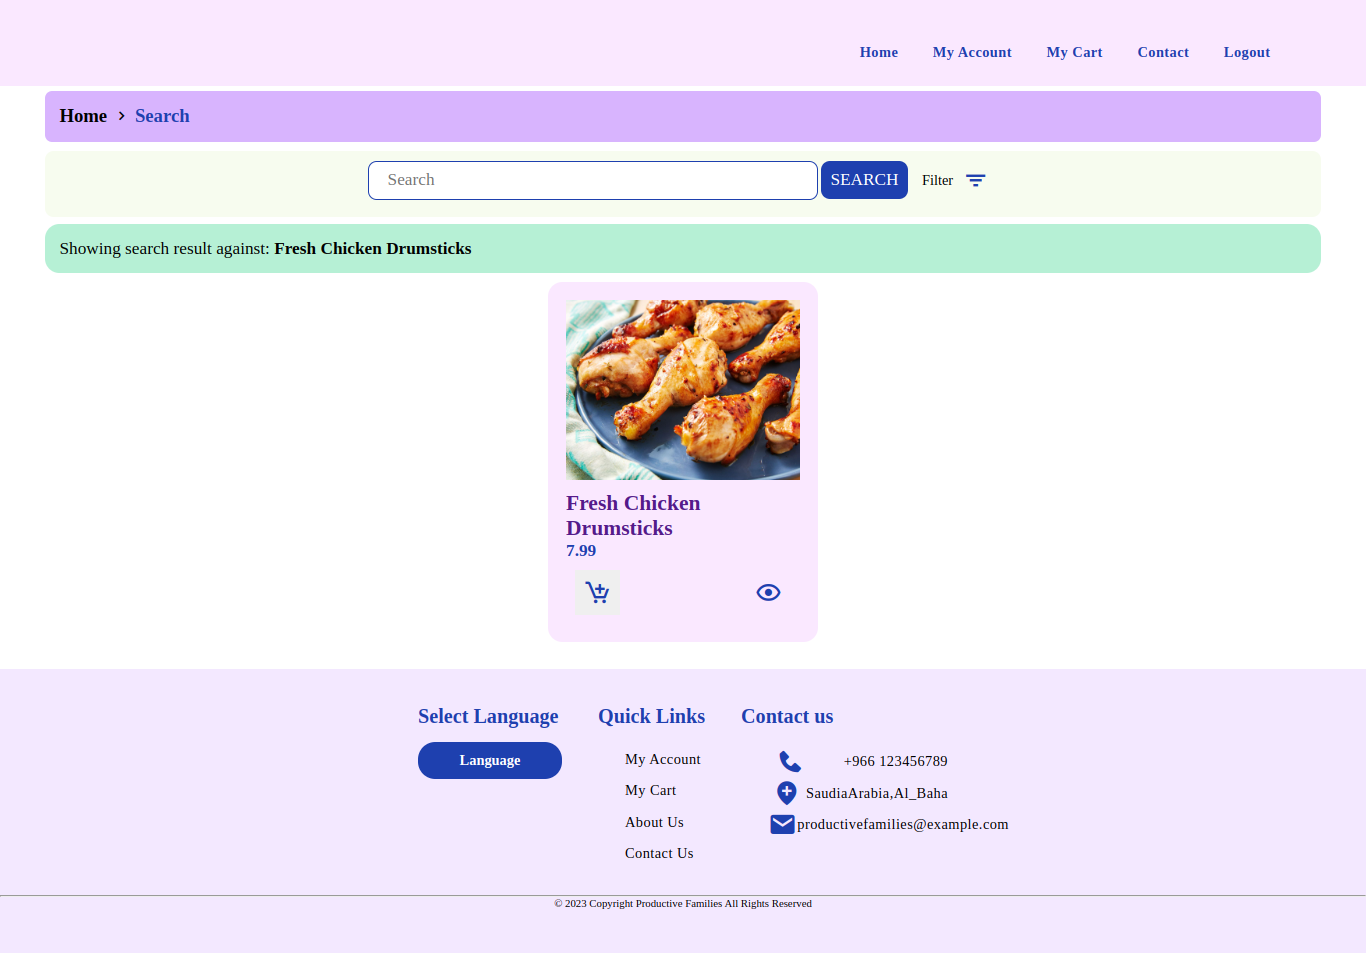 Home My Account My Cart Contact Logout
Home > Search
Search SEARCH Filter
Showing search result against: Fresh Chicken Drumsticks
Fresh Chicken
Drumsticks
7.99
Select Language
Language
Quick Links
My Account
My Cart
About Us
Contact Us
Contact us
+966 123456789
SaudiaArabia,Al_Baha
productivefamilies@example.com
© 2023 Copyright Productive Families All Rights Reserved